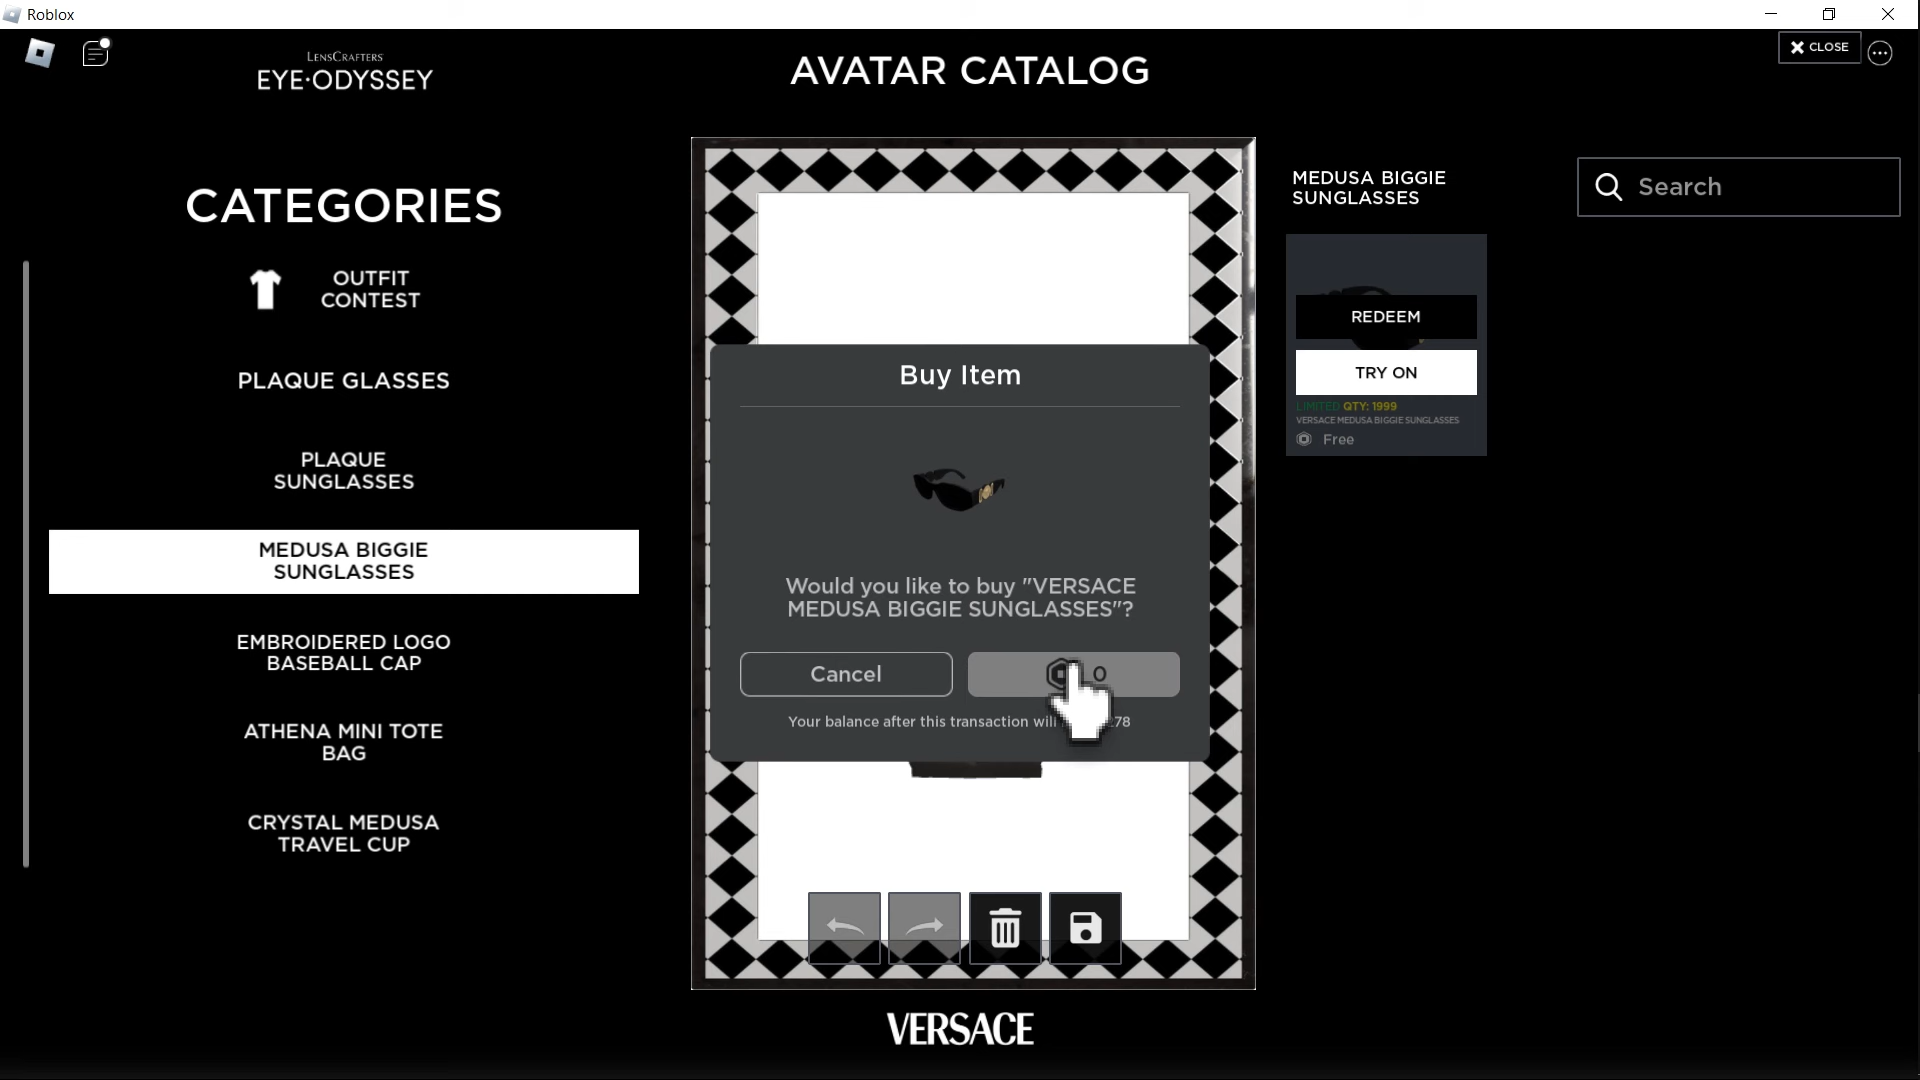 Roblox
CLOSE
LENSCRAFTERS
EYE·ODYSSEY
AVATAR CATALOG
CATEGORIES
OUTFIT
CONTEST
PLAQUE GLASSES
PLAQUE
SUNGLASSES
MEDUSA BIGGIE
SUNGLASSES
EMBROIDERED LOGO
BASEBALL CAP
ATHENA MINI TOTE
BAG
CRYSTAL MEDUSA
TRAVEL CUP
Buy Item
Would you like to buy "VERSACE
MEDUSA BIGGIE SUNGLASSES"?
Cancel
0
Your balance after this transaction will 78
VERSACE
MEDUSA BIGGIE
SUNGLASSES
Search
REDEEM
TRY ON
LIMITED QTY: 1999
VERSACE MEDUSA BIGGIE SUNGLASSES
Free